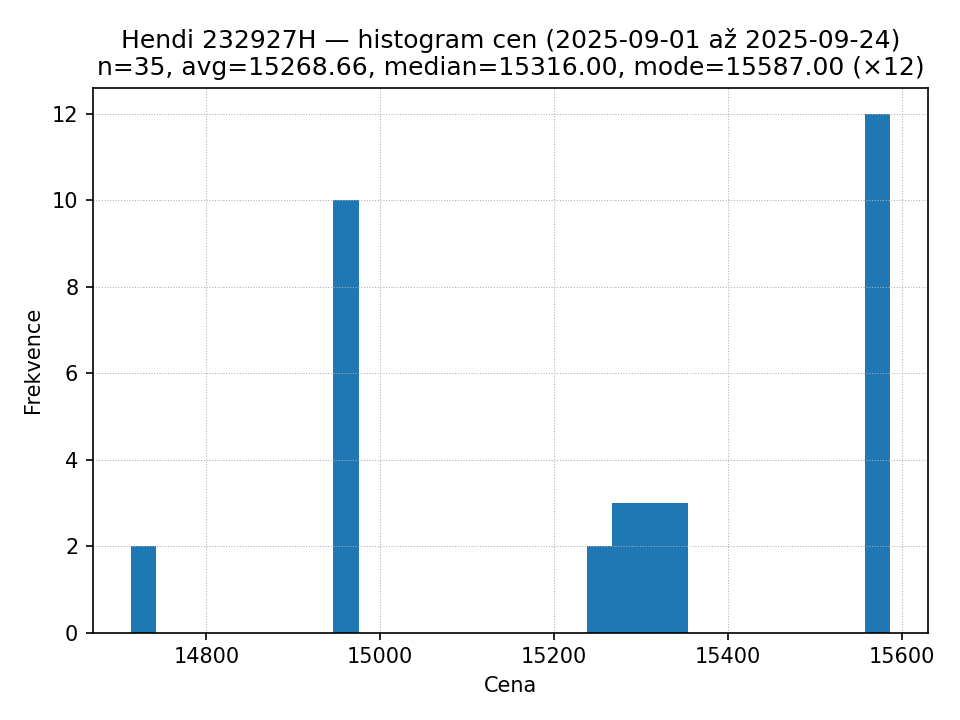 Hendi 232927H — histogram cen (2025-09-01 až 2025-09-24)
n=35, avg=15268.66, median=15316.00, mode=15587.00 (×12)
12
10
8
6
4
2
0
Frekvence
14800 15000 15200 15400 15600
Cena